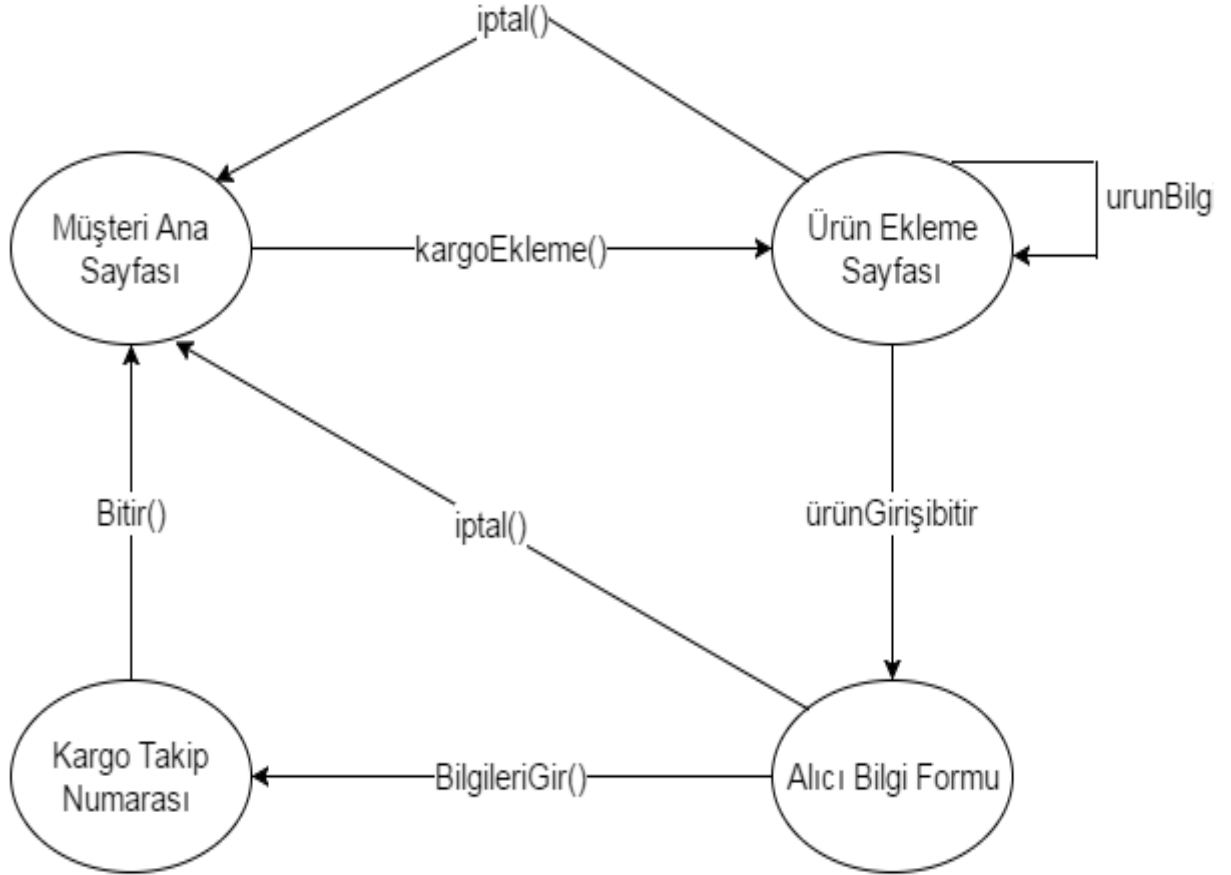 iptal()
Müşteri Ana
Sayfası
kargoEkleme()
Ürün Ekleme
Sayfası
urunBilg
Bitir()
iptal()
ürünGirişibitir
Kargo Takip
Numarası
BilgileriGir()
Alıcı Bilgi Formu